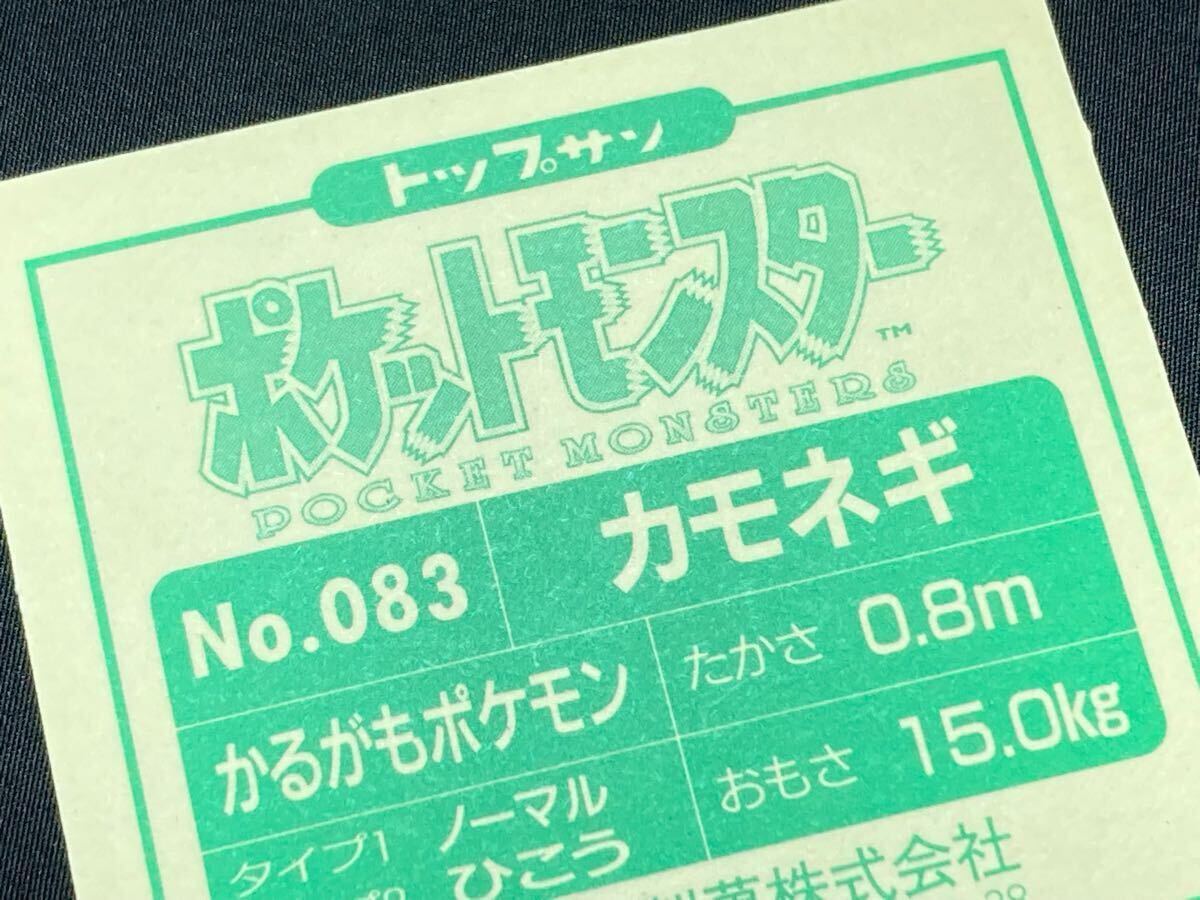 トップサン
ポケットモンスター
TM
POCKET MONSTERS
No.083 カモネギ
かるがもポケモン たかさ 0.8m
タイプ1 ノーマル おもさ 15.0kg
ひこう
製菓株式会社